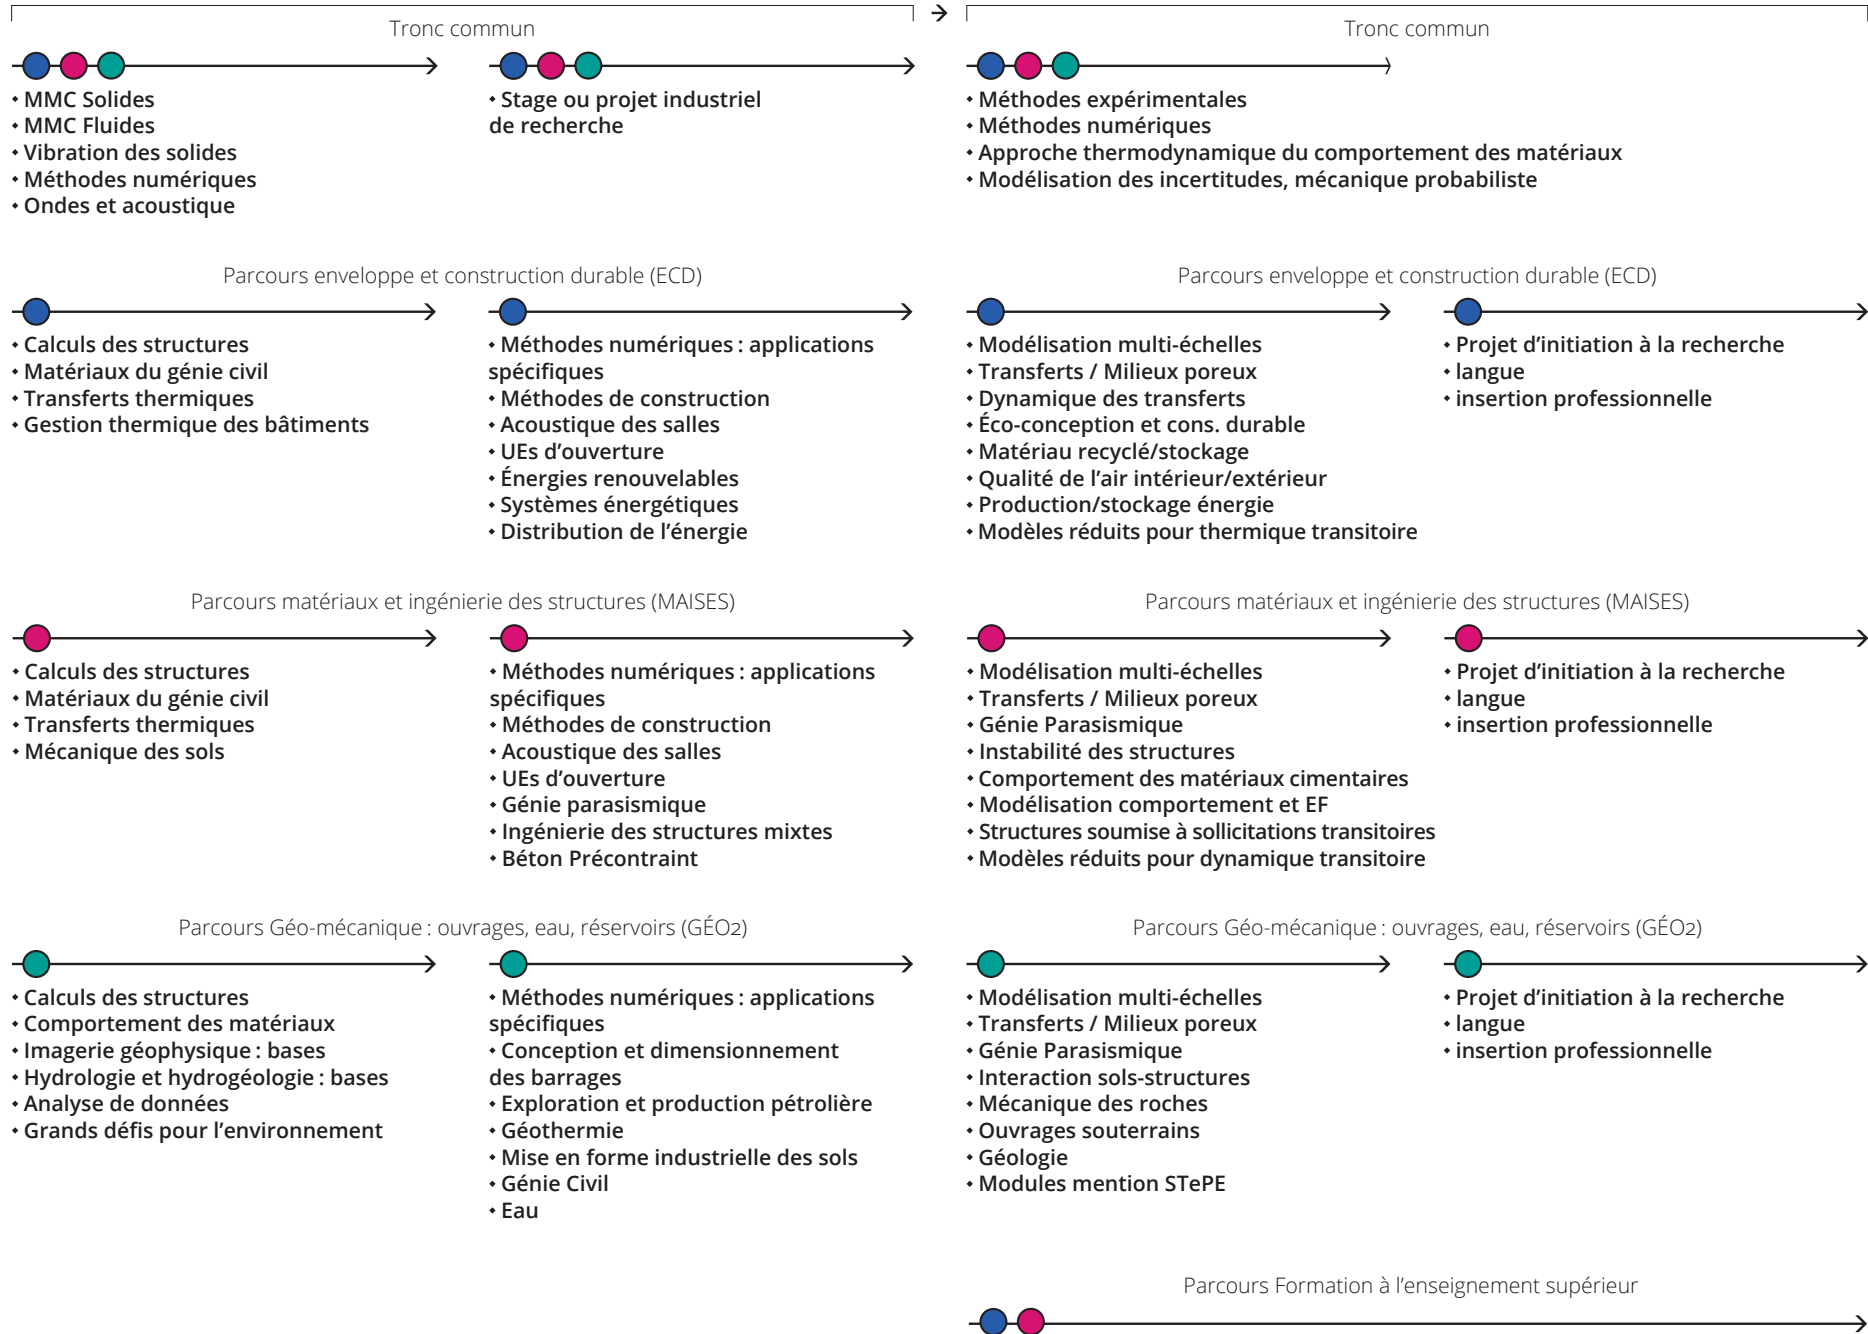 Tronc commun
• MMC Solides
• MMC Fluides
• Vibration des solides
• Méthodes numériques
• Ondes et acoustique
• Stage ou projet industriel
de recherche
Tronc commun
• Méthodes expérimentales
• Méthodes numériques
• Approche thermodynamique du comportement des matériaux
• Modélisation des incertitudes, mécanique probabiliste
Parcours enveloppe et construction durable (ECD)
• Calculs des structures
• Matériaux du génie civil
• Transferts thermiques
• Gestion thermique des bâtiments
• Méthodes numériques : applications
spécifiques
• Méthodes de construction
• Acoustique des salles
• UEs d’ouverture
• Énergies renouvelables
• Systèmes énergétiques
• Distribution de l’énergie
Parcours enveloppe et construction durable (ECD)
• Modélisation multi-échelles
• Transferts / Milieux poreux
• Dynamique des transferts
• Éco-conception et cons. durable
• Matériau recyclé/stockage
• Qualité de l’air intérieur/extérieur
• Production/stockage énergie
• Modèles réduits pour thermique transitoire
• Projet d’initiation à la recherche
• langue
• insertion professionnelle
Parcours matériaux et ingénierie des structures (MAISES)
• Calculs des structures
• Matériaux du génie civil
• Transferts thermiques
• Mécanique des sols
• Méthodes numériques : applications
spécifiques
• Méthodes de construction
• Acoustique des salles
• UEs d’ouverture
• Génie parasismique
• Ingénierie des structures mixtes
• Béton Précontraint
Parcours matériaux et ingénierie des structures (MAISES)
• Modélisation multi-échelles
• Transferts / Milieux poreux
• Génie Parasismique
• Instabilité des structures
• Comportement des matériaux cimentaires
• Modélisation comportement et EF
• Structures soumise à sollicitations transitoires
• Modèles réduits pour dynamique transitoire
• Projet d’initiation à la recherche
• langue
• insertion professionnelle
Parcours Géo-mécanique : ouvrages, eau, réservoirs (GÉO2)
• Calculs des structures
• Comportement des matériaux
• Imagerie géophysique : bases
• Hydrologie et hydrogéologie : bases
• Analyse de données
• Grands défis pour l’environnement
• Méthodes numériques : applications
spécifiques
• Conception et dimensionnement
des barrages
• Exploration et production pétrolière
• Géothermie
• Mise en forme industrielle des sols
• Génie Civil
• Eau
Parcours Géo-mécanique : ouvrages, eau, réservoirs (GÉO2)
• Modélisation multi-échelles
• Transferts / Milieux poreux
• Génie Parasismique
• Interaction sols-structures
• Mécanique des roches
• Ouvrages souterrains
• Géologie
• Modules mention STePE
• Projet d’initiation à la recherche
• langue
• insertion professionnelle
Parcours Formation à l’enseignement supérieur